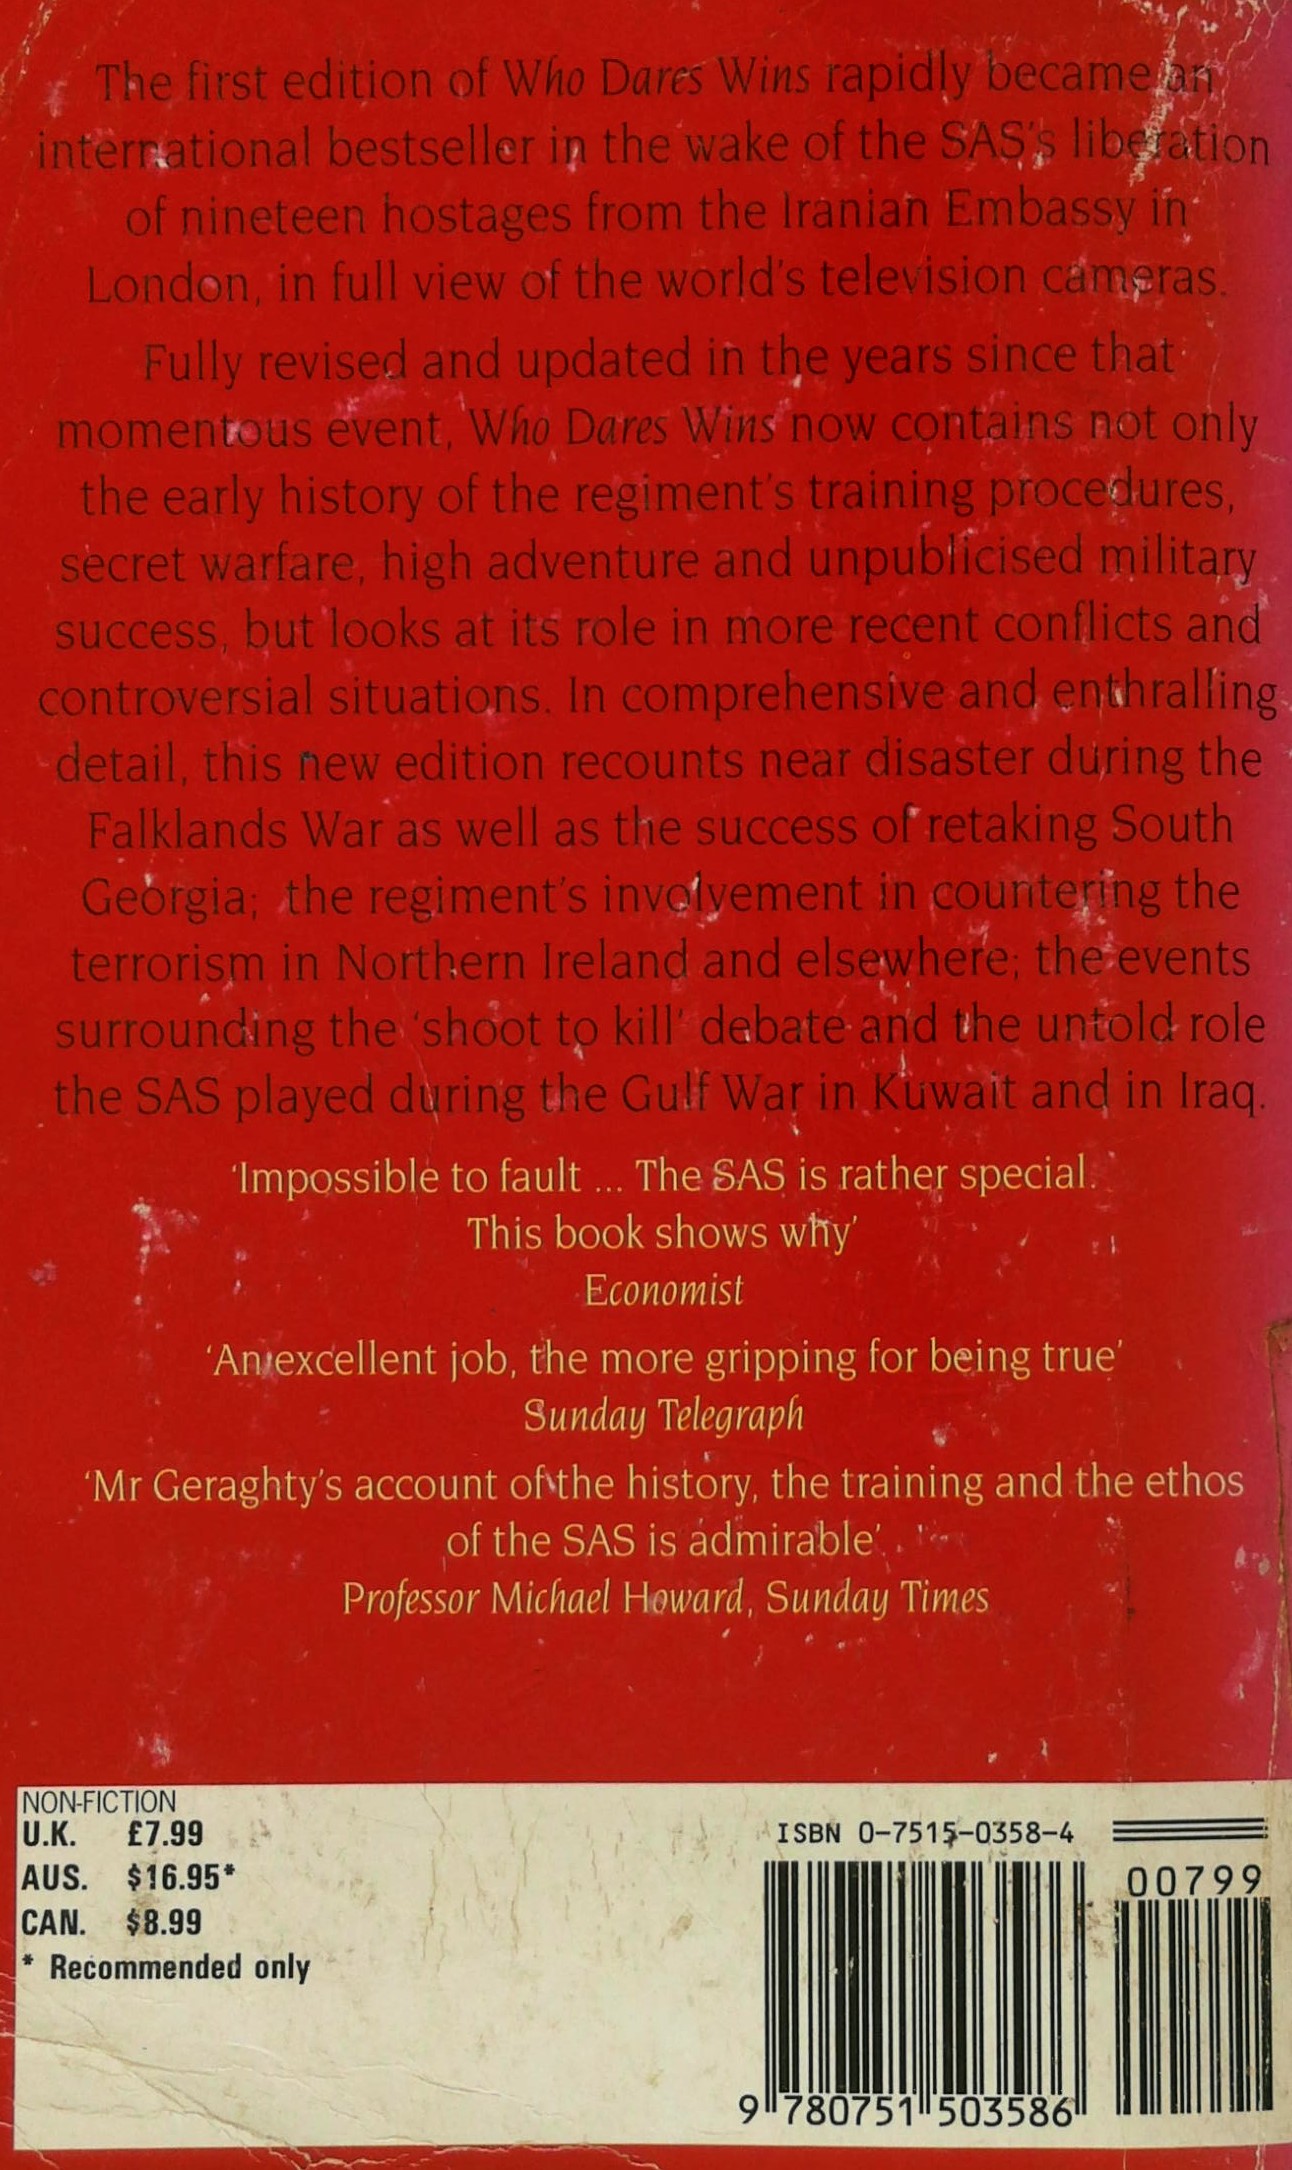 The first edition of Who Dares Wins rapidly became an
international bestseller in the wake of the SAS's liberation
of nineteen hostages from the Iranian Embassy in
London, in full view of the world's television cameras.
Fully revised and updated in the years since that
momentous event, Who Dares Wins now contains not only
the early history of the regiment's training procedures,
secret warfare, high adventure and unpublicised military
success, but looks at its role in more recent conflicts and
controversial situations. In comprehensive and enthralling
detail, this new edition recounts near disaster during the
Falklands War as well as the success of retaking South
Georgia; the regiment's involvement in countering the
terrorism in Northern Ireland and elsewhere; the events
surrounding the 'shoot to kill' debate and the untold role
the SAS played during the Gulf War in Kuwait and in Iraq.
'Impossible to fault ... The SAS is rather special.
This book shows why'
Economist
'An excellent job, the more gripping for being true'
Sunday Telegraph
'Mr Geraghty's account of the history, the training and the ethos
of the SAS is admirable'
Professor Michael Howard, Sunday Times
NON-FICTION
U.K. £7.99
AUS. $16.95*
CAN. $8.99
* Recommended only
ISBN 0-7515-0358-4
00799
9 780751 503586